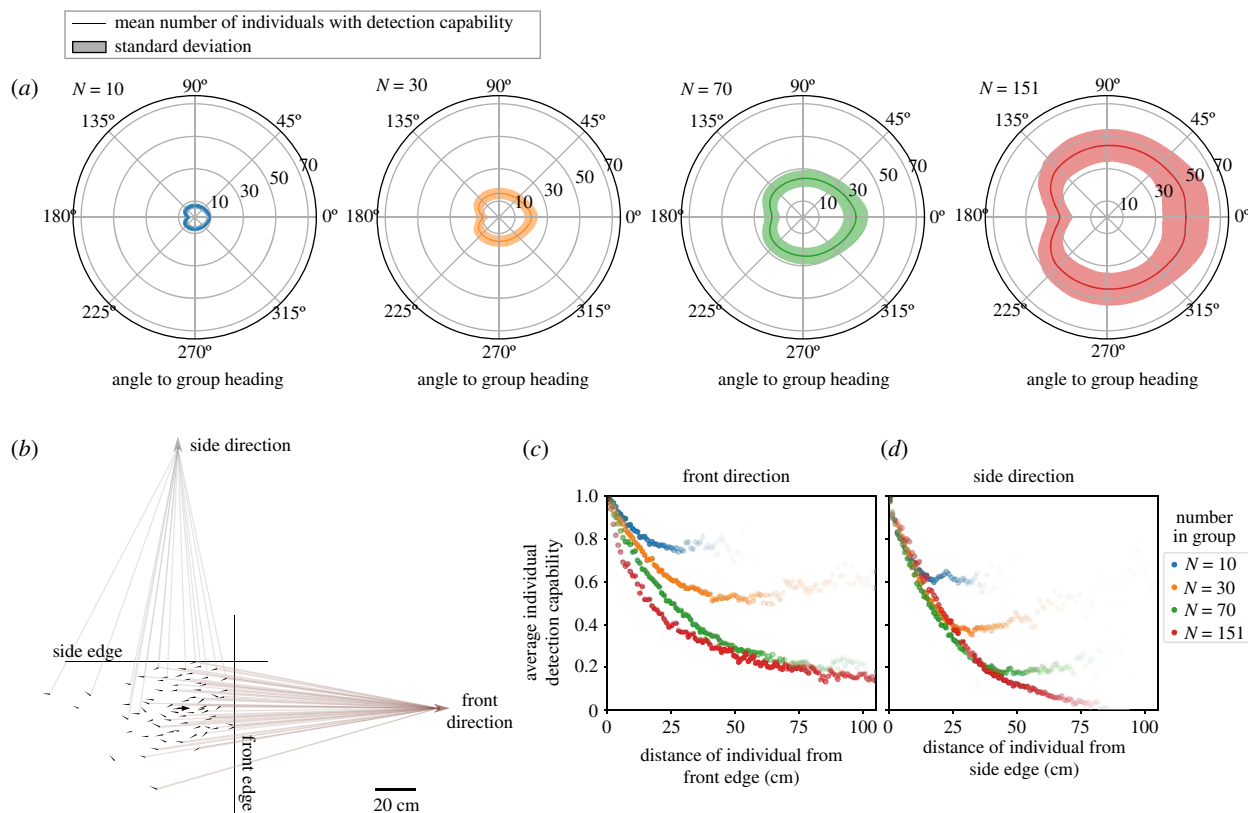 mean number of individuals with detection capability
standard deviation
(a)
N = 10
90º
135º
45º
70
50
30
10
180º
0º
225º
315º
270º
angle to group heading
N = 30
90º
135º
45º
70
50
30
10
180º
0º
225º
315º
270º
angle to group heading
N = 70
90º
135º
45º
70
50
30
10
180º
0º
225º
315º
270º
angle to group heading
N = 151
90º
135º
45º
70
50
30
10
180º
0º
225º
315º
270º
angle to group heading
(b)
side direction
side edge
front
direction
front edge
20 cm
(c)
front direction
average individual
detection capability
1.0
0.8
0.6
0.4
0.2
0
0 25 50 75 100
distance of individual from
front edge (cm)
(d)
side direction
0 25 50 75 100
distance of individual from
side edge (cm)
number
in group
N = 10
N = 30
N = 70
N = 151